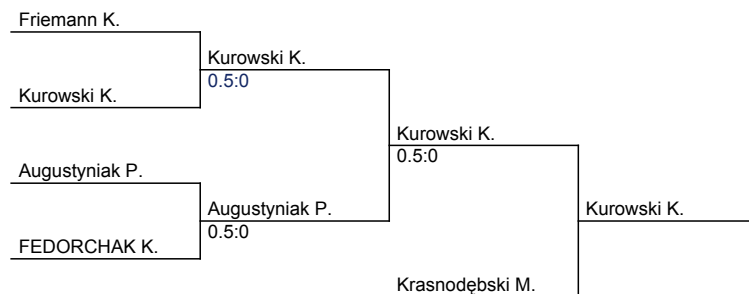 Friemann K.
Kurowski K.
0.5:0
Kurowski K.
Kurowski K.
0.5:0
Augustyniak P.
Augustyniak P.
0.5:0
Kurowski K.
FEDORCHAK K.
Krasnodębski M.